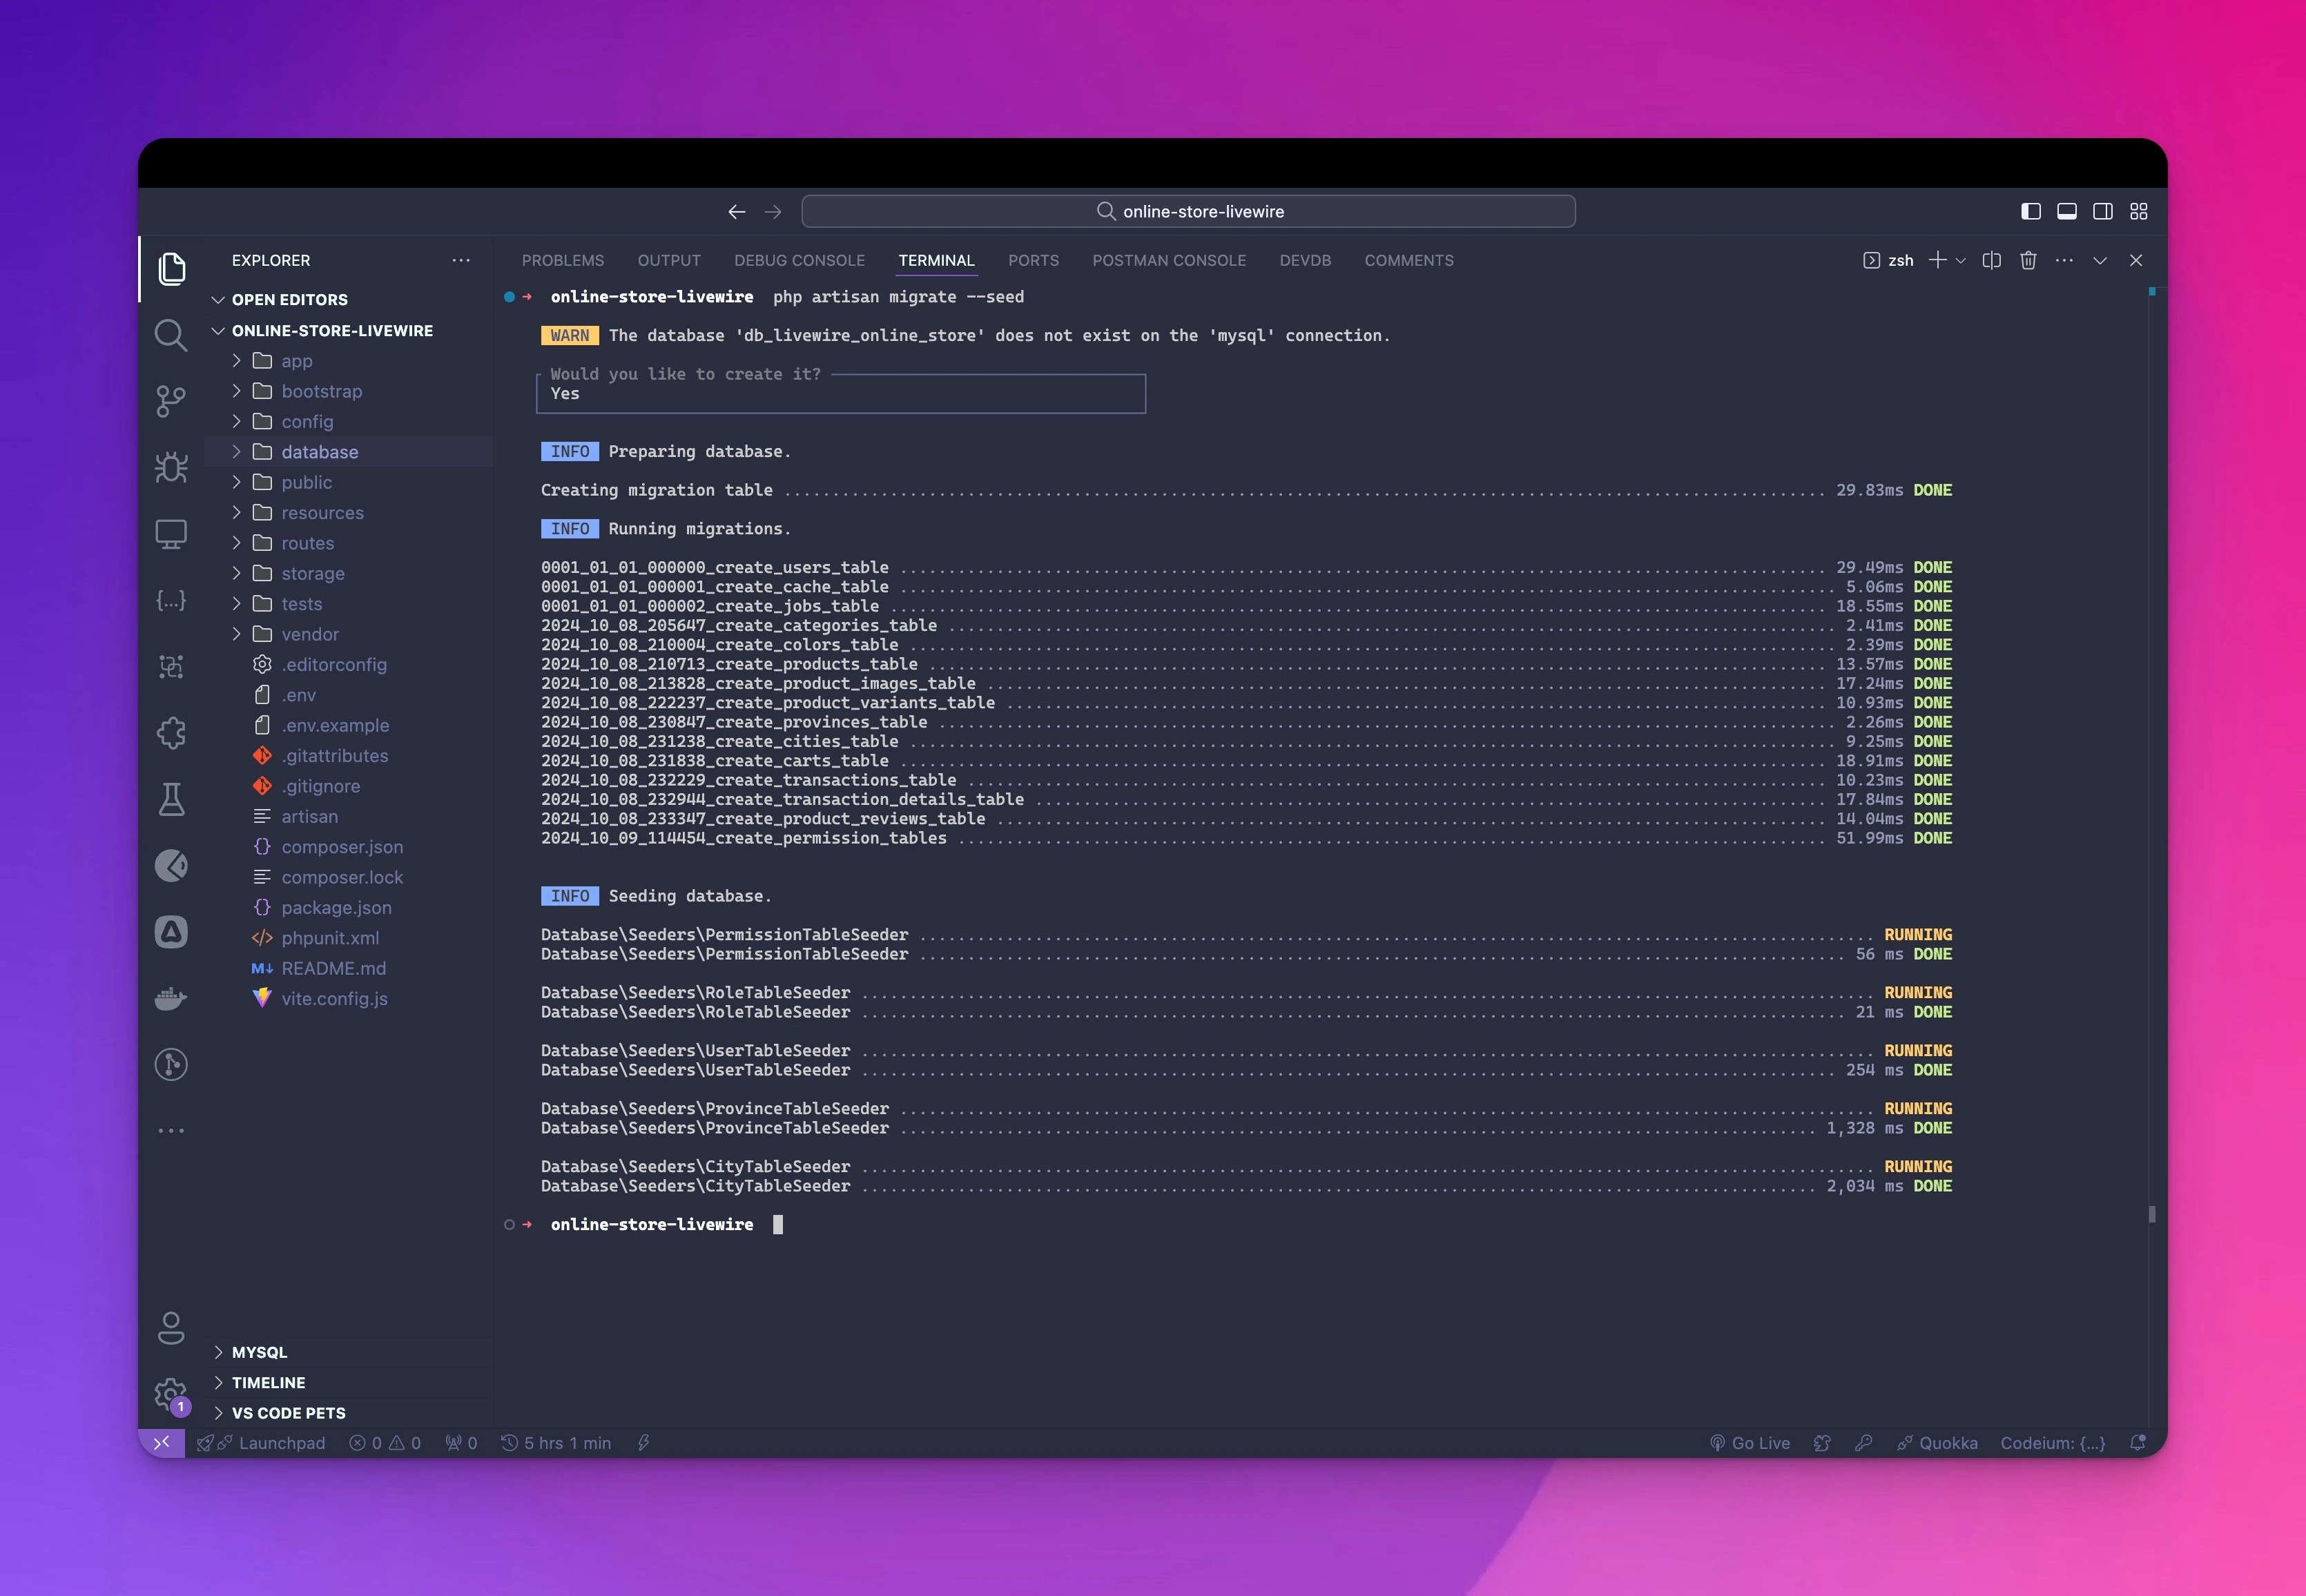 online-store-livewire
EXPLORER
OPEN EDITORS
ONLINE-STORE-LIVEWIRE
app
bootstrap
config
database
public
resources
routes
storage
tests
vendor
.editorconfig
.env
.env.example
.gitattributes
.gitignore
artisan
{} composer.json
composer.lock
{} package.json
</> phpunit.xml
M↓ README.md
vite.config.js
MYSQL
TIMELINE
VS CODE PETS
PROBLEMS OUTPUT DEBUG CONSOLE TERMINAL PORTS POSTMAN CONSOLE DEVDB COMMENTS
zsh
➜ online-store-livewire php artisan migrate --seed
WARN The database 'db_livewire_online_store' does not exist on the 'mysql' connection.
Would you like to create it?
Yes
INFO Preparing database.
Creating migration table ........ 29.83ms DONE
INFO Running migrations.
0001_01_01_000000_create_users_table ........ 29.49ms DONE
0001_01_01_000001_create_cache_table ........ 5.06ms DONE
0001_01_01_000002_create_jobs_table ........ 18.55ms DONE
2024_10_08_205647_create_categories_table ........ 2.41ms DONE
2024_10_08_210004_create_colors_table ........ 2.39ms DONE
2024_10_08_210713_create_products_table ........ 13.57ms DONE
2024_10_08_213828_create_product_images_table ........ 17.24ms DONE
2024_10_08_222237_create_product_variants_table ........ 10.93ms DONE
2024_10_08_230847_create_provinces_table ........ 2.26ms DONE
2024_10_08_231238_create_cities_table ........ 9.25ms DONE
2024_10_08_231838_create_carts_table ........ 18.91ms DONE
2024_10_08_232229_create_transactions_table ........ 10.23ms DONE
2024_10_08_232944_create_transaction_details_table ........ 17.84ms DONE
2024_10_08_233347_create_product_reviews_table ........ 14.04ms DONE
2024_10_09_114454_create_permission_tables ........ 51.99ms DONE
INFO Seeding database.
Database\Seeders\PermissionTableSeeder ........ RUNNING
Database\Seeders\PermissionTableSeeder ........ 56 ms DONE
Database\Seeders\RoleTableSeeder ........ RUNNING
Database\Seeders\RoleTableSeeder ........ 21 ms DONE
Database\Seeders\UserTableSeeder ........ RUNNING
Database\Seeders\UserTableSeeder ........ 254 ms DONE
Database\Seeders\ProvinceTableSeeder ........ RUNNING
Database\Seeders\ProvinceTableSeeder ........ 1,328 ms DONE
Database\Seeders\CityTableSeeder ........ RUNNING
Database\Seeders\CityTableSeeder ........ 2,034 ms DONE
➜ online-store-livewire
1
Launchpad 0 0 0 5 hrs 1 min Go Live Quokka Codeium: {...}